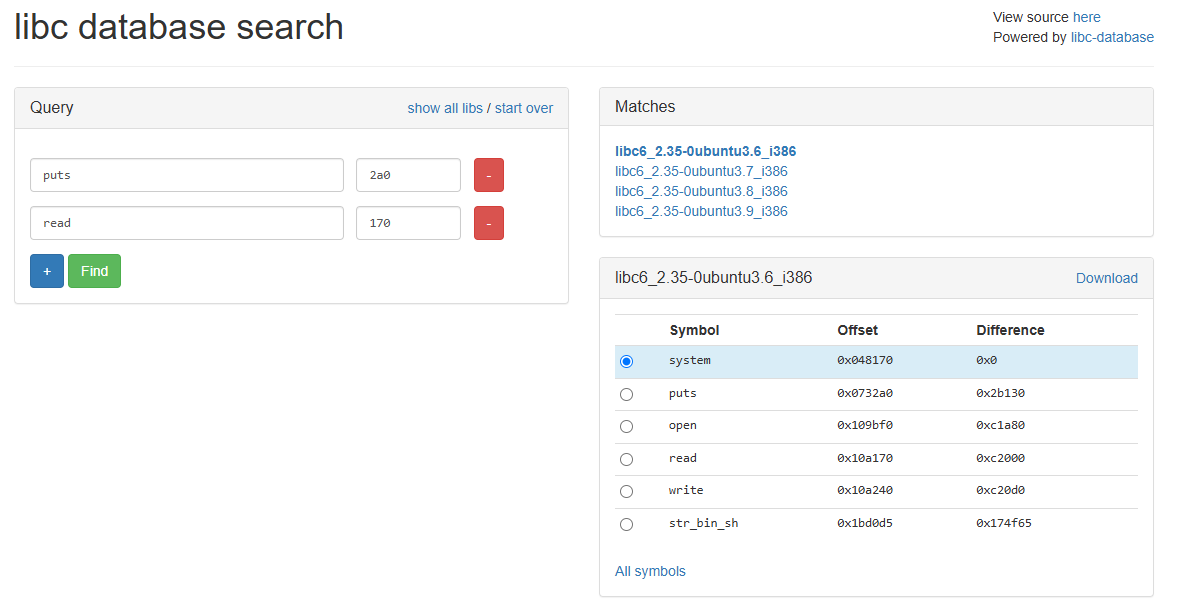 libc database search
View source here
Powered by libc-database
Query
show all libs / start over
puts 2a0 -
read 170 -
+ Find
Matches
libc6_2.35-0ubuntu3.6_i386
libc6_2.35-0ubuntu3.7_i386
libc6_2.35-0ubuntu3.8_i386
libc6_2.35-0ubuntu3.9_i386
libc6_2.35-0ubuntu3.6_i386 Download
Symbol Offset Difference
system 0x048170 0x0
puts 0x0732a0 0x2b130
open 0x109bf0 0xc1a80
read 0x10a170 0xc2000
write 0x10a240 0xc20d0
str_bin_sh 0x1bd0d5 0x174f65
All symbols